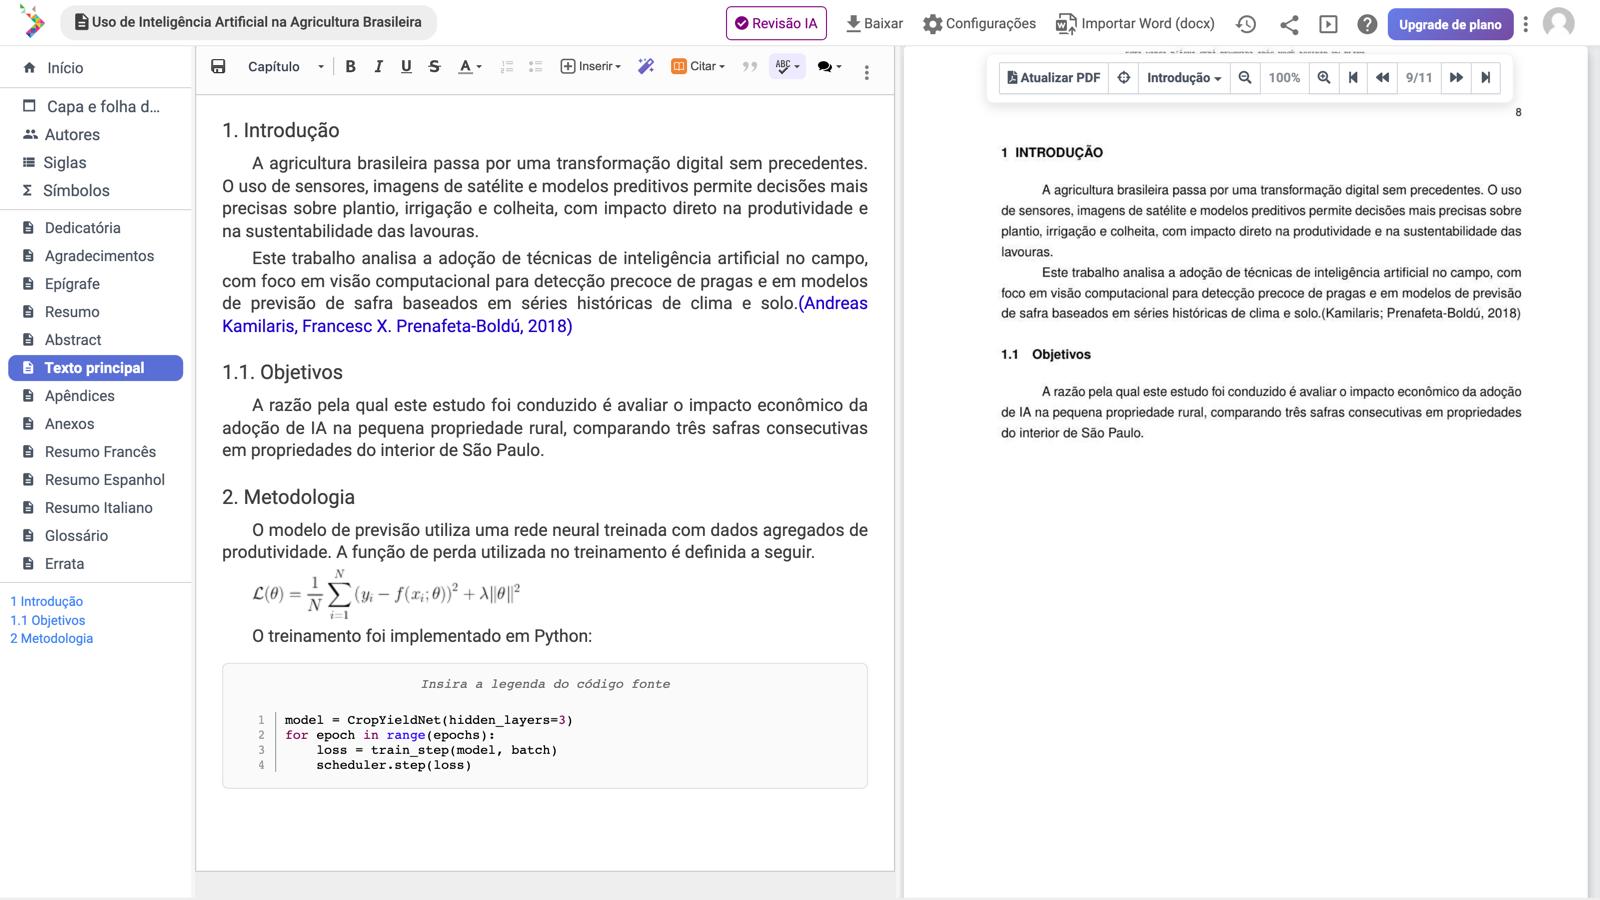 Uso de Inteligência Artificial na Agricultura Brasileira
Revisão IA
Baixar
Configurações
Importar Word (docx)
Upgrade de plano
Início
Capa e folha d...
Autores
Siglas
Símbolos
Dedicatória
Agradecimentos
Epígrafe
Resumo
Abstract
Texto principal
Apêndices
Anexos
Resumo Francês
Resumo Espanhol
Resumo Italiano
Glossário
Errata
1 Introdução
1.1 Objetivos
2 Metodologia
Capítulo B I U S A Inserir Citar ABC
1. Introdução
A agricultura brasileira passa por uma transformação digital sem precedentes.
O uso de sensores, imagens de satélite e modelos preditivos permite decisões mais
precisas sobre plantio, irrigação e colheita, com impacto direto na produtividade e
na sustentabilidade das lavouras.
Este trabalho analisa a adoção de técnicas de inteligência artificial no campo,
com foco em visão computacional para detecção precoce de pragas e em modelos
de previsão de safra baseados em séries históricas de clima e solo.(Andreas
Kamilaris, Francesc X. Prenafeta-Boldú, 2018)
1.1. Objetivos
A razão pela qual este estudo foi conduzido é avaliar o impacto econômico da
adoção de IA na pequena propriedade rural, comparando três safras consecutivas
em propriedades do interior de São Paulo.
2. Metodologia
O modelo de previsão utiliza uma rede neural treinada com dados agregados de
produtividade. A função de perda utilizada no treinamento é definida a seguir.
ℒ(θ) = 1/N ∑_{i=1}^{N} (y_i − f(x_i; θ))² + λ‖θ‖²
O treinamento foi implementado em Python:
Insira a legenda do código fonte
1 model = CropYieldNet(hidden_layers=3)
2 for epoch in range(epochs):
3     loss = train_step(model, batch)
4     scheduler.step(loss)
Atualizar PDF Introdução 100% 9/11
8
1 INTRODUÇÃO
A agricultura brasileira passa por uma transformação digital sem precedentes. O uso
de sensores, imagens de satélite e modelos preditivos permite decisões mais precisas sobre
plantio, irrigação e colheita, com impacto direto na produtividade e na sustentabilidade das
lavouras.
Este trabalho analisa a adoção de técnicas de inteligência artificial no campo, com
foco em visão computacional para detecção precoce de pragas e em modelos de previsão
de safra baseados em séries históricas de clima e solo.(Kamilaris; Prenafeta-Boldú, 2018)
1.1 Objetivos
A razão pela qual este estudo foi conduzido é avaliar o impacto econômico da adoção
de IA na pequena propriedade rural, comparando três safras consecutivas em propriedades
do interior de São Paulo.